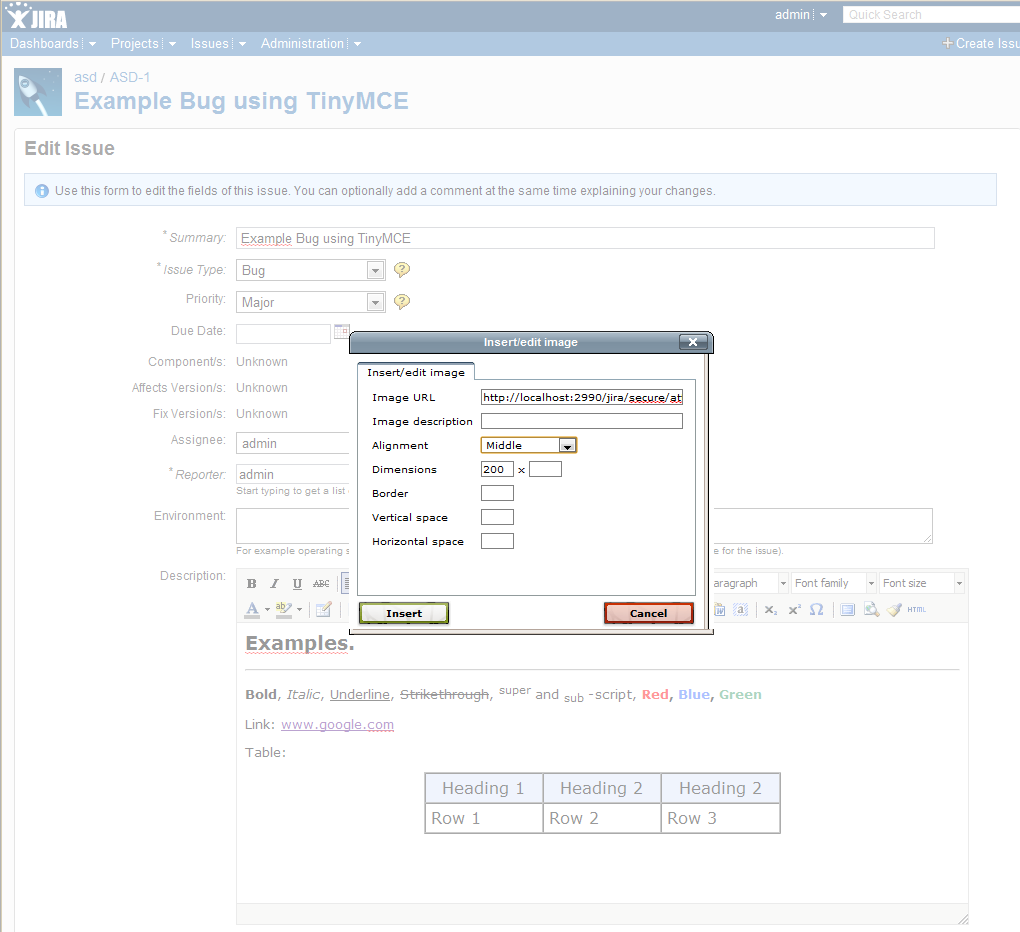 JIRA
admin
Quick Search
Dashboards Projects Issues Administration
+ Create Issu
asd / ASD-1
Example Bug using TinyMCE
Edit Issue
Use this form to edit the fields of this issue. You can optionally add a comment at the same time explaining your changes.
*Summary: Example Bug using TinyMCE
*Issue Type: Bug ?
Priority: Major ?
Due Date:
Component/s: Unknown
Affects Version/s: Unknown
Fix Version/s: Unknown
Assignee: admin
*Reporter: admin
Start typing to get a list
Environment:
For example operating s
e for the issue).
Description:
Insert/edit image
Insert/edit image
Image URL http://localhost:2990/jira/secure/at
Image description
Alignment Middle
Dimensions 200 x
Border
Vertical space
Horizontal space
Insert Cancel
B I U ABC
aragraph Font family Font size
A ab
x₂ x² Ω HTML
Examples.
Bold, Italic, Underline, Strikethrough, super and sub -script, Red, Blue, Green
Link: www.google.com
Table:
Heading 1 Heading 2 Heading 2
Row 1 Row 2 Row 3